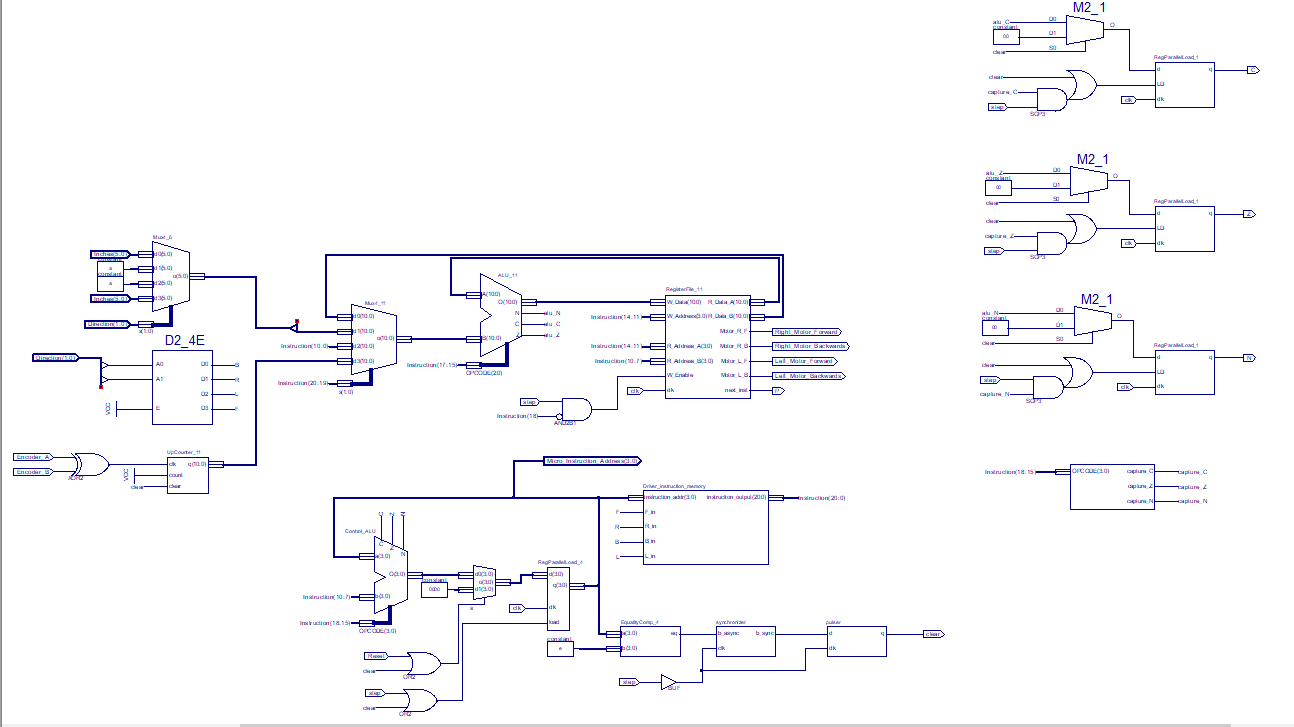 M2_1
alu_C
D0
O
constant
00
D1
clear
S0
RegParallelLoad_1
d
q
C
clear
LD
capture_C
clk
clk
step
SOP3
M2_1
alu_Z
D0
O
constant
00
D1
clear
S0
RegParallelLoad_1
d
q
Z
clear
LD
capture_Z
clk
clk
step
SOP3
Mux4_6
Inches(5:0)
d0(5:0)
constant
a
d1(5:0)
o(5:0)
constant
a
d2(5:0)
Inches(5:0)
d3(5:0)
Direction(1:0)
s(1:0)
D2_4E
Direction(1:0)
A0
D0
B
A1
D1
R
D2
L
VCC
E
D3
F
Mux4_11
d0(10:0)
d1(10:0)
o(10:0)
Instruction(10:0)
d2(10:0)
d3(10:0)
Instruction(20:19)
s(1:0)
ALU_11
A(10:0)
O(10:0)
N
alu_N
C
alu_C
Z
alu_Z
B(10:0)
Instruction(17:15)
OPCODE(2:0)
RegisterFile_11
W_Data(10:0)
R_Data_A(10:0)
Instruction(14:11)
W_Address(3:0)
R_Data_B(10:0)
Motor_R_F
Right_Motor_Forward
Instruction(14:11)
R_Address_A(3:0)
Motor_R_B
Right_Motor_Backwards
Instruction(10:7)
R_Address_B(3:0)
Motor_L_F
Left_Motor_Forward
W_Enable
Motor_L_B
Left_Motor_Backwards
clk
clk
next_inst
step
Instruction(18)
AND2B1
M2_1
alu_N
D0
O
constant
00
D1
clear
S0
RegParallelLoad_1
d
q
N
clear
LD
step
clk
clk
capture_N
SOP3
Encoder_A
Encoder_B
XOR2
UpCounter_11
clk
q(10:0)
VCC
count
clear
clear
Instruction(18:15)
OPCODE(3:0)
capture_C
capture_C
capture_Z
capture_Z
capture_N
capture_N
Micro_Instruction_Address(3:0)
Driver_instruction_memory
instruction_addr(3:0)
instruction_output(20:0)
Instruction(20:0)
F
F_in
R
R_in
B
B_in
L
L_in
Control_ALU
C
Z
N
C
Z
N
a(3:0)
O(3:0)
Instruction(10:7)
b(3:0)
Instruction(18:15)
OPCODE(3:0)
constant
0000
d0(3:0)
o(3:0)
d1(3:0)
s
RegParallelLoad_4
d(3:0)
q(3:0)
clk
clk
load
Reset
clear
OR2
step
clear
OR2
constant
e
EqualityComp_4
a(3:0)
eq
b(3:0)
synchronizer
b_async
b_sync
clk
pulser
d
q
clk
clear
step
BUF